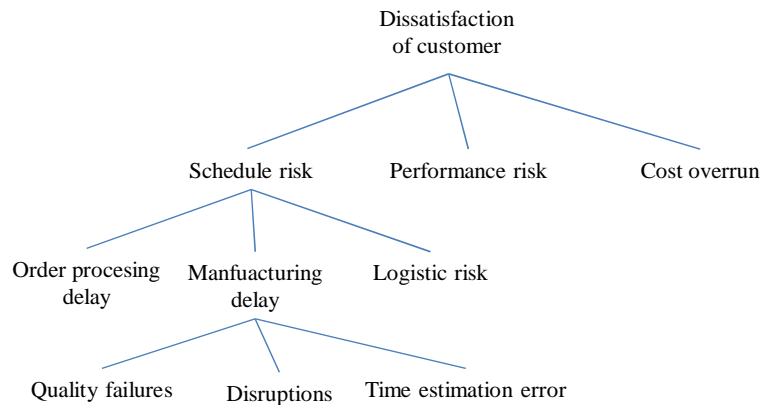 Dissatisfaction
of customer
Schedule risk
Performance risk
Cost overrun
Order procesing
delay
Manfuacturing
delay
Logistic risk
Quality failures
Disruptions
Time estimation error